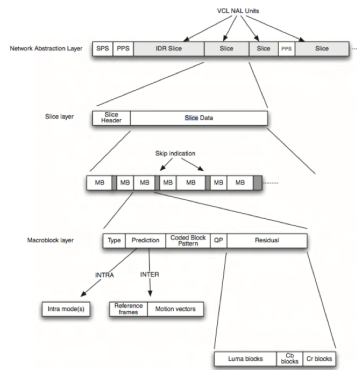 VCL NAL Units
Network Abstraction Layer
SPS PPS IDR Slice Slice Slice PPS Slice
Slice layer
Slice Header Slice Data
Skip indication
MB MB MB MB MB MB MB
Macroblock layer
Type Prediction Coded Block Pattern QP Residual
INTRA INTER
Intra mode(s)
Reference frames Motion vectors
Luma blocks Cb blocks Cr blocks